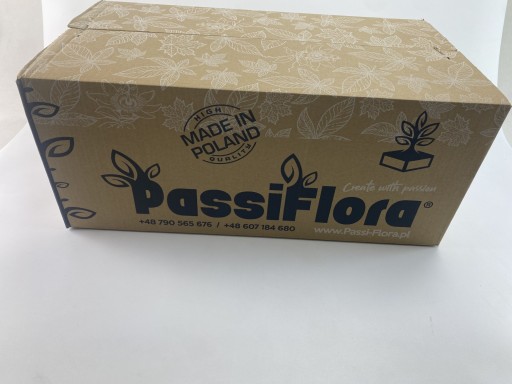 HIGH
MADE IN
POLAND
QUALITY
Create with passion
PassiFlora®
+48 790 565 676 / +48 607 184 680
www.Passi-Flora.pl